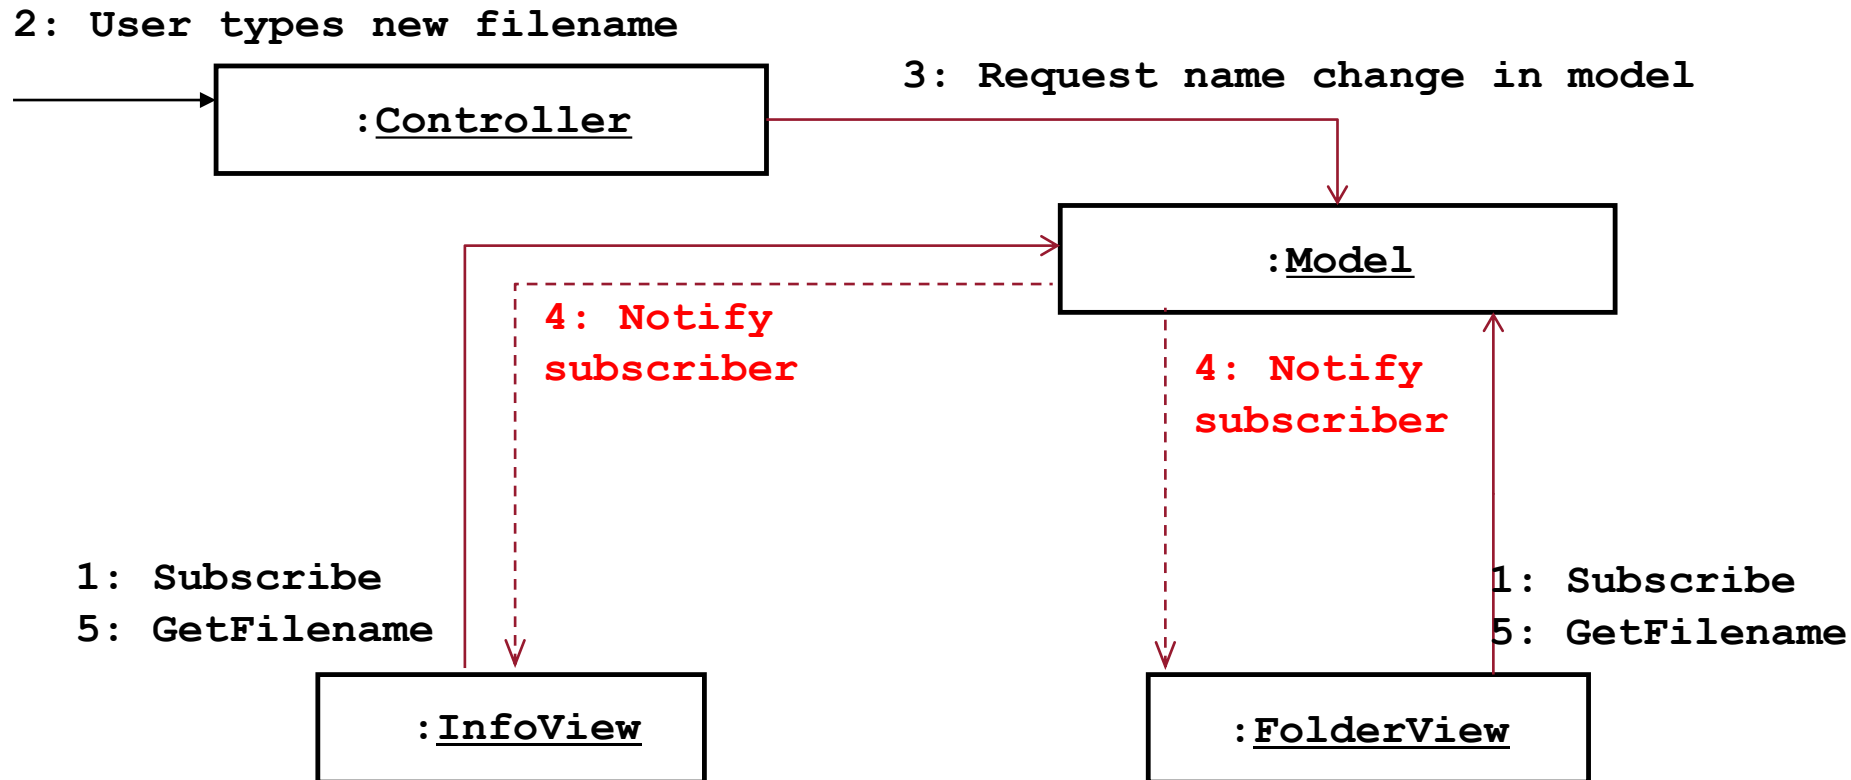 2: User types new filename
3: Request name change in model
:Controller
:Model
4: Notify
subscriber
4: Notify
subscriber
1: Subscribe
5: GetFilename
1: Subscribe
5: GetFilename
:InfoView
:FolderView